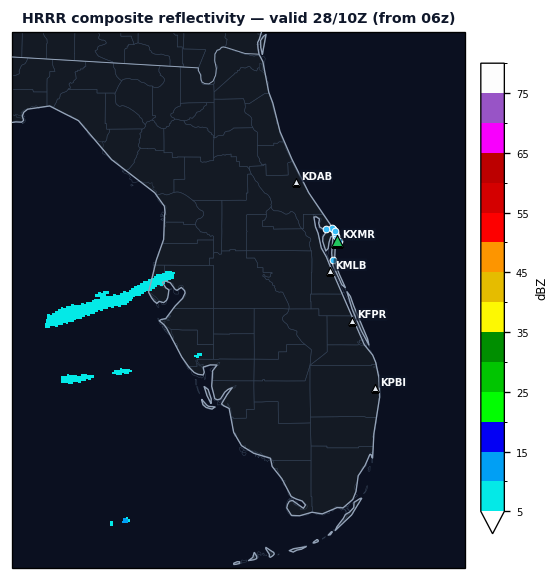 HRRR composite reflectivity — valid 28/10Z (from 06z)
KDAB
KXMR
KMLB
KFPR
KPBI
75
65
55
45
35
25
15
5
dBZ